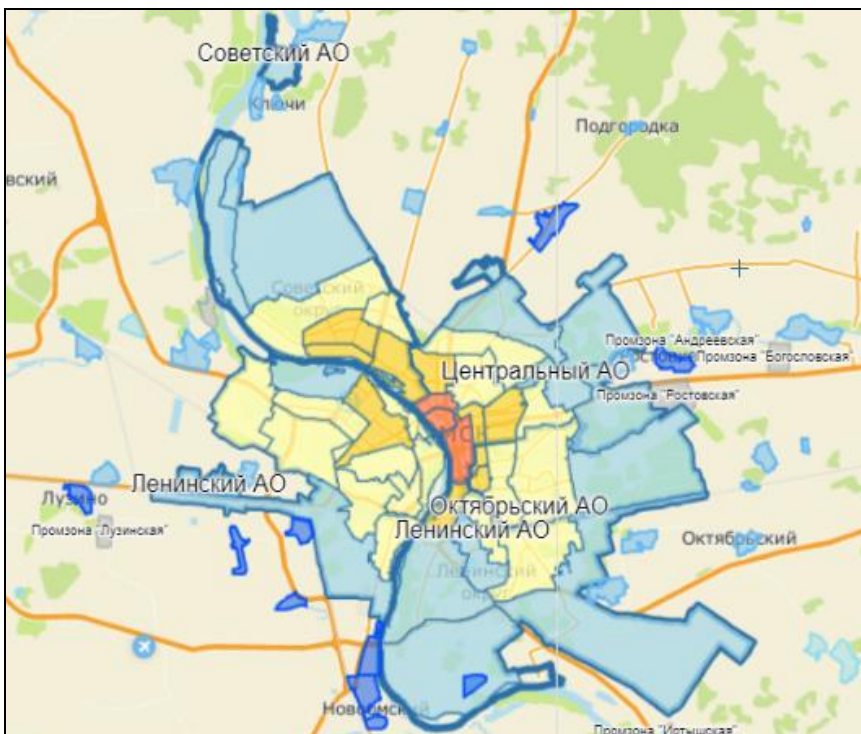 Советский АО
Ключи
Подгородка
вский
Советский
округ
Промзона "Андреевская"
Промзона "Богословская"
Центральный АО
Промзона "Ростовская"
Ленинский АО
Лузино
Октябрьский АО
Промзона "Лузинская"
Ленинский АО
Октябрьский
Ленинский
округ
Новоомский
Промзона "Иртышская"